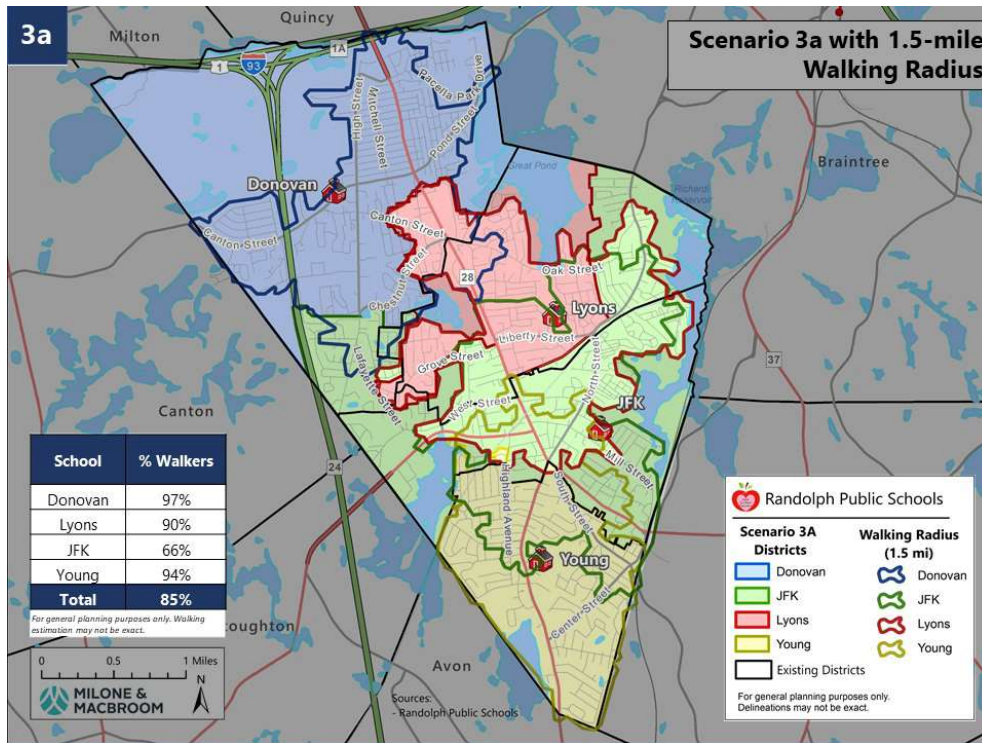 3a
Scenario 3a with 1.5-mile
Walking Radius
Quincy
Milton
1A
1
93
Pacella Park Drive
High Street
Mitchell Street
Pond Street
Great Pond
Braintree
Richardi
Reservoir
Donovan
Canton Street
Canton Street
28
Oak Street
Chestnut Street
Lyons
Liberty Street
Grove Street
North Street
37
Lafayette Street
West Street
JFK
Canton
Mill Street
24
Highland Avenue
South Street
Young
Center Street
Avon
oughton
School % Walkers
Donovan 97%
Lyons 90%
JFK 66%
Young 94%
Total 85%
For general planning purposes only. Walking
estimation may not be exact.
0 0.5 1 Miles
N
MILONE &
MACBROOM
Sources:
- Randolph Public Schools
Randolph Public Schools
Scenario 3A
Districts
Donovan
JFK
Lyons
Young
Existing Districts
Walking Radius
(1.5 mi)
Donovan
JFK
Lyons
Young
For general planning purposes only.
Delineations may not be exact.